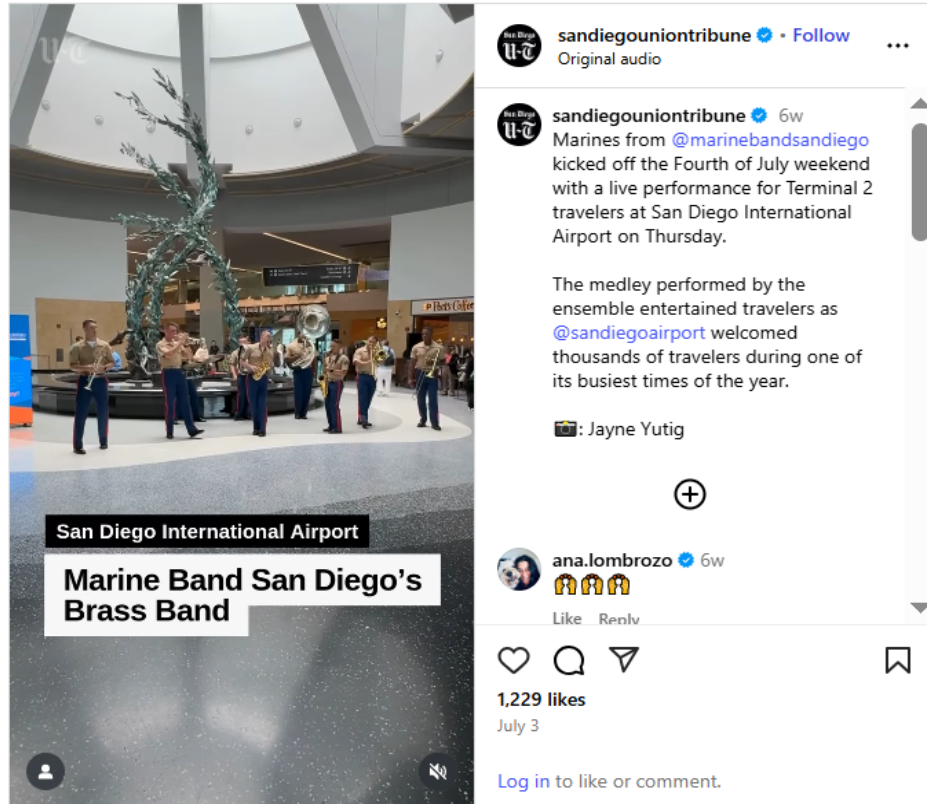 U-T
San Diego International Airport
Marine Band San Diego's
Brass Band
Peet's Coffee
San Diego
U-T
sandiegouniontribune • Follow
Original audio
San Diego
U-T
sandiegouniontribune 6w
Marines from @marinebandsandiego
kicked off the Fourth of July weekend
with a live performance for Terminal 2
travelers at San Diego International
Airport on Thursday.
The medley performed by the
ensemble entertained travelers as
@sandiegoairport welcomed
thousands of travelers during one of
its busiest times of the year.
📷: Jayne Yutig
ana.lombrozo 6w
🙌🙌🙌
Like Reply
1,229 likes
July 3
Log in to like or comment.